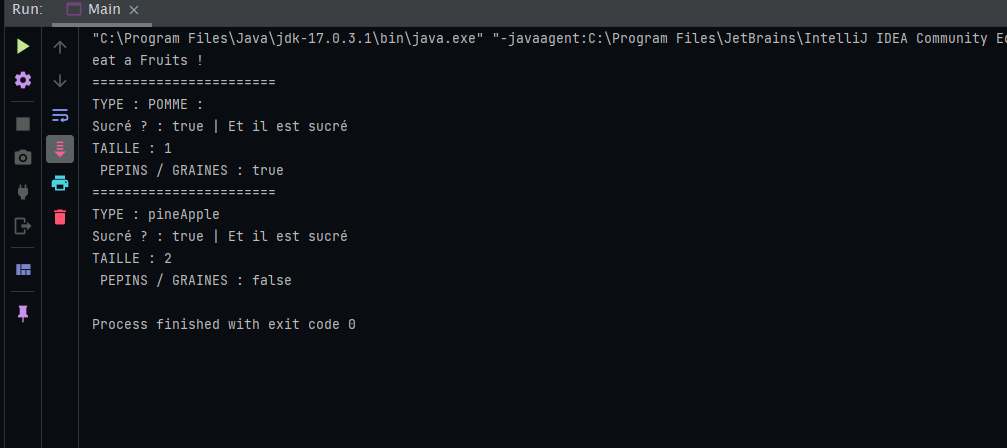 Run: Main
"C:\Program Files\Java\jdk-17.0.3.1\bin\java.exe" "-javaagent:C:\Program Files\JetBrains\IntelliJ IDEA Community
eat a Fruits !
=======================
TYPE : POMME :
Sucré ? : true | Et il est sucré
TAILLE : 1
 PEPINS / GRAINES : true
=======================
TYPE : pineApple
Sucré ? : true | Et il est sucré
TAILLE : 2
 PEPINS / GRAINES : false
Process finished with exit code 0